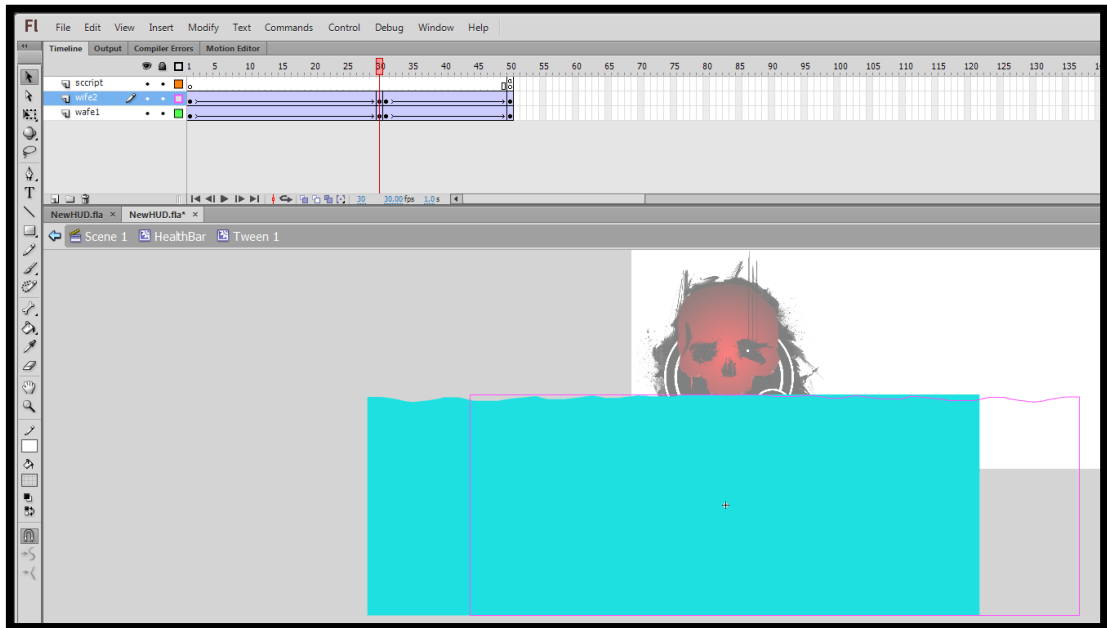 Fl File Edit View Insert Modify Text Commands Control Debug Window Help
Timeline Output Compiler Errors Motion Editor
1 5 10 15 20 25 30 35 40 45 50 55 60 65 70 75 80 85 90 95 100 105 110 115 120 125 130 135 1
sccript
wife2
wafe1
30 30.00 fps 1.0 s
NewHUD.fla × NewHUD.fla* ×
Scene 1 HealthBar Tween 1